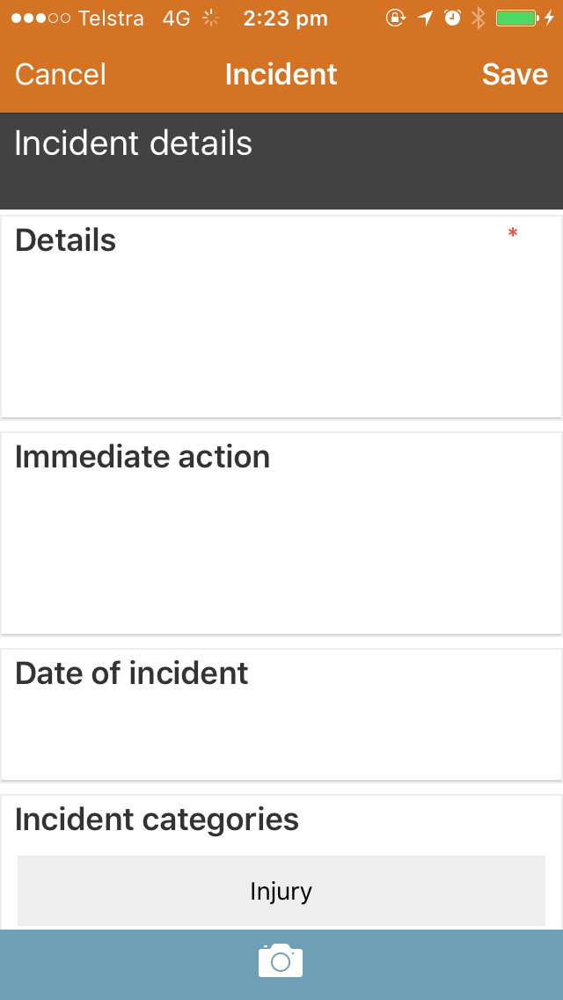 Telstra 4G 2:23 pm
Cancel Incident Save
Incident details
Details *
Immediate action
Date of incident
Incident categories
Injury